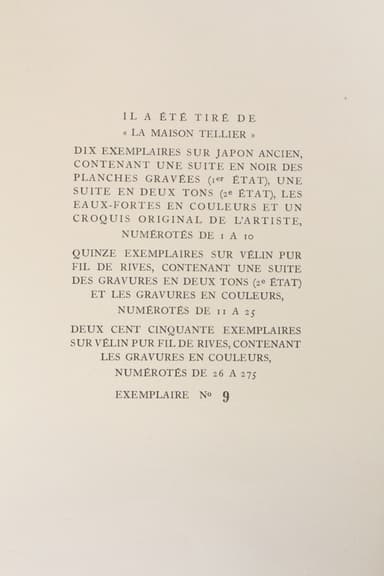 IL A ÉTÉ TIRÉ DE
« LA MAISON TELLIER »
DIX EXEMPLAIRES SUR JAPON ANCIEN,
CONTENANT UNE SUITE EN NOIR DES
PLANCHES GRAVÉES (1er ÉTAT), UNE
SUITE EN DEUX TONS (2e ÉTAT), LES
EAUX-FORTES EN COULEURS ET UN
CROQUIS ORIGINAL DE L'ARTISTE,
NUMÉROTÉS DE 1 A 10
QUINZE EXEMPLAIRES SUR VÉLIN PUR
FIL DE RIVES, CONTENANT UNE SUITE
DES GRAVURES EN DEUX TONS (2e ÉTAT)
ET LES GRAVURES EN COULEURS,
NUMÉROTÉS DE 11 A 25
DEUX CENT CINQUANTE EXEMPLAIRES
SUR VÉLIN PUR FIL DE RIVES, CONTENANT
LES GRAVURES EN COULEURS,
NUMÉROTÉS DE 26 A 275
EXEMPLAIRE No 9